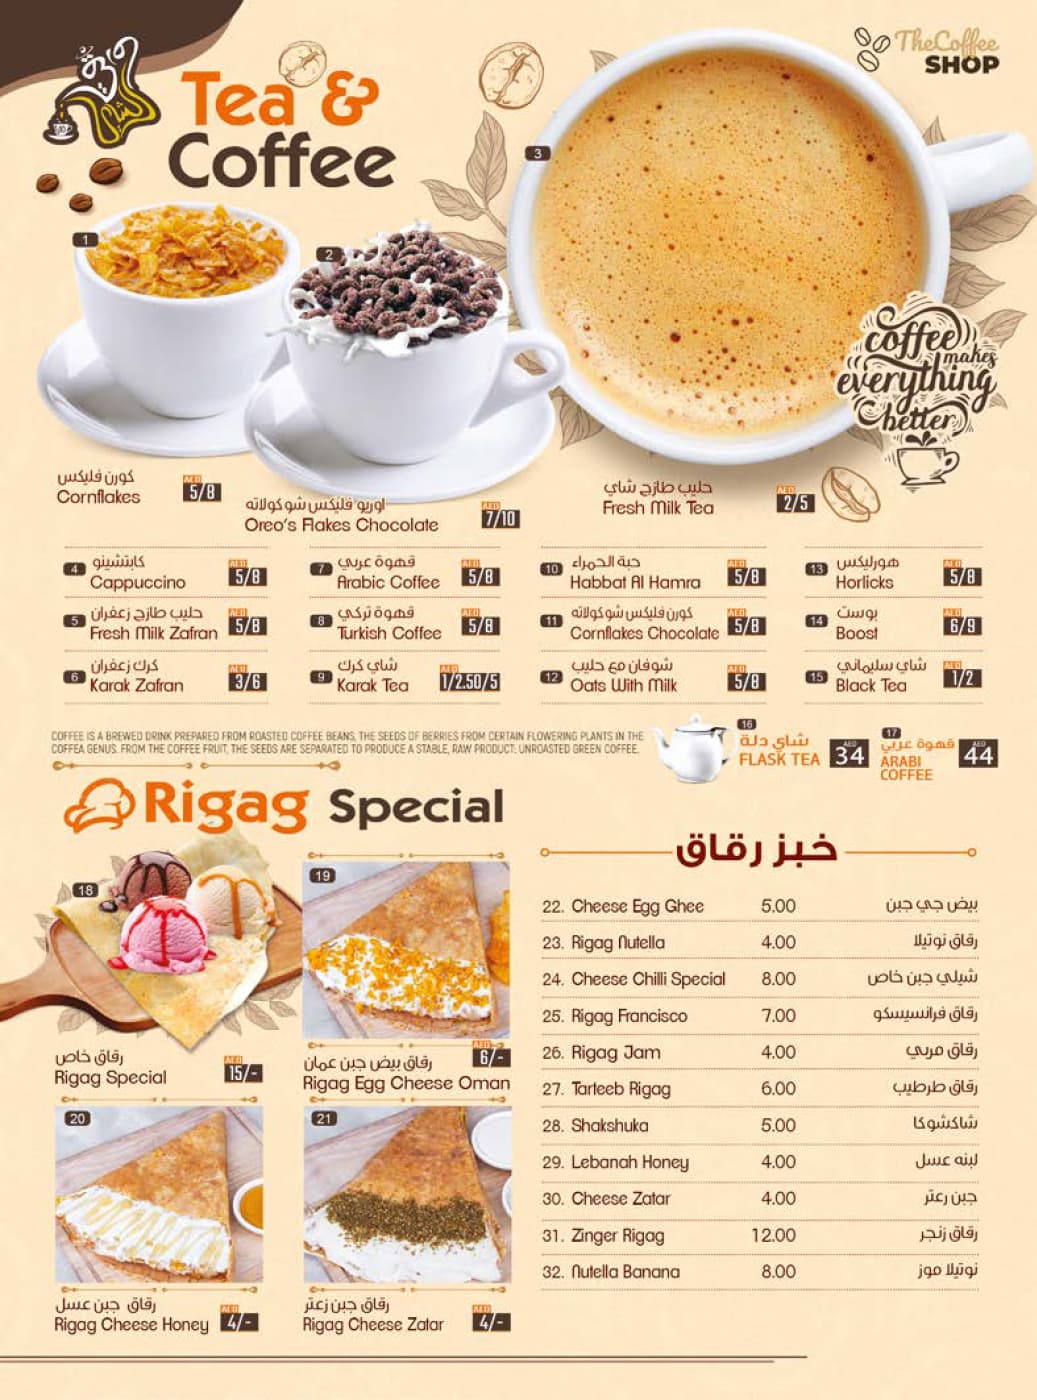 Tea &
Coffee
TheCoffee
SHOP
1
2
3
coffee
makes
everything
better
كورن فليكس
Cornflakes
AED
5/8
اوريو فليكس شوكولاته
Oreo's Flakes Chocolate
AED
7/10
حليب طازج شاي
Fresh Milk Tea
AED
2/5
4 كابتشينو
Cappuccino
AED
5/8
7 قهوة عربي
Arabic Coffee
AED
5/8
10 حبة الحمراء
Habbat Al Hamra
AED
5/8
13 هورليكس
Horlicks
AED
5/8
5 حليب طازج زعفران
Fresh Milk Zafran
AED
5/8
8 قهوة تركي
Turkish Coffee
AED
5/8
11 كورن فليكس شوكولاته
Cornflakes Chocolate
AED
5/8
14 بوست
Boost
AED
6/9
6 كرك زعفران
Karak Zafran
AED
3/6
9 شاي كرك
Karak Tea
AED
1/2.50/5
12 شوفان مع حليب
Oats With Milk
AED
5/8
15 شاي سليماني
Black Tea
AED
1/2
COFFEE IS A BREWED DRINK PREPARED FROM ROASTED COFFEE BEANS, THE SEEDS OF BERRIES FROM CERTAIN FLOWERING PLANTS IN THE
COFFEA GENUS. FROM THE COFFEE FRUIT, THE SEEDS ARE SEPARATED TO PRODUCE A STABLE, RAW PRODUCT: UNROASTED GREEN COFFEE.
16
شاي دلة
FLASK TEA
AED
34
17
قهوة عربي
ARABI
COFFEE
AED
44
Rigag Special
18
رقاق خاص
Rigag Special
AED
15/-
19
رقاق بيض جبن عمان
Rigag Egg Cheese Oman
AED
6/-
20
رقاق جبن عسل
Rigag Cheese Honey
AED
4/-
21
رقاق جبن زعتر
Rigag Cheese Zatar
AED
4/-
خبز رقاق
22. Cheese Egg Ghee 5.00 بيض جي جبن
23. Rigag Nutella 4.00 رقاق نوتيلا
24. Cheese Chilli Special 8.00 شيلي جبن خاص
25. Rigag Francisco 7.00 رقاق فرانسيسكو
26. Rigag Jam 4.00 رقاق مربي
27. Tarteeb Rigag 6.00 رقاق طرطيب
28. Shakshuka 5.00 شاكشوكا
29. Lebanah Honey 4.00 لبنه عسل
30. Cheese Zatar 4.00 جبن رعتر
31. Zinger Rigag 12.00 رقاق زنجر
32. Nutella Banana 8.00 نوتيلا موز